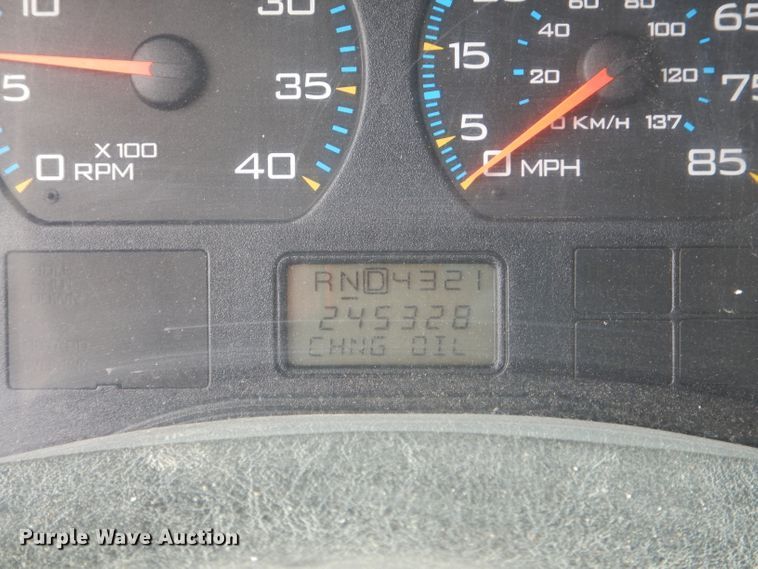 10 30
5 35
X 100
0 RPM 40
60 80
65
15 40 100
20 120 75
5 0 KM/H 137
0 MPH 85
RND4321
245328
CHNG OIL
Purple Wave Auction